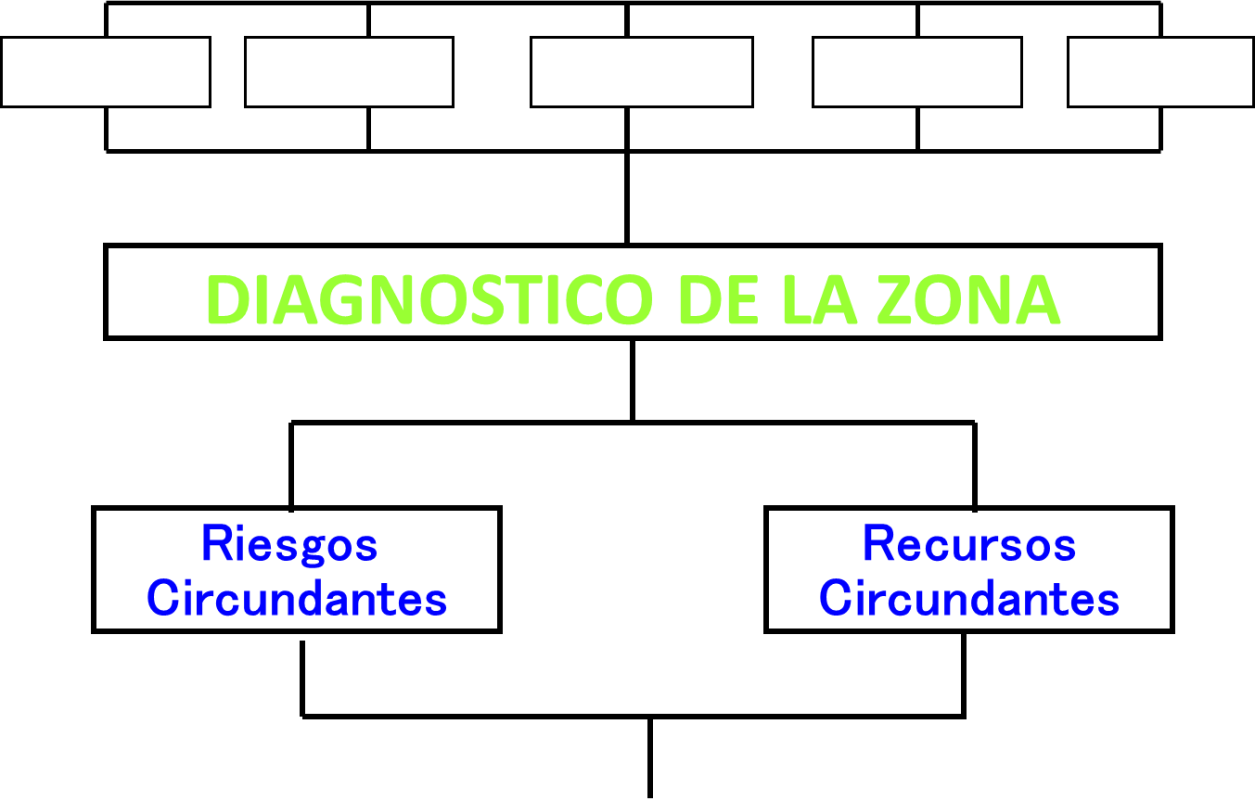 DIAGNOSTICO DE LA ZONA
Riesgos
Circundantes
Recursos
Circundantes